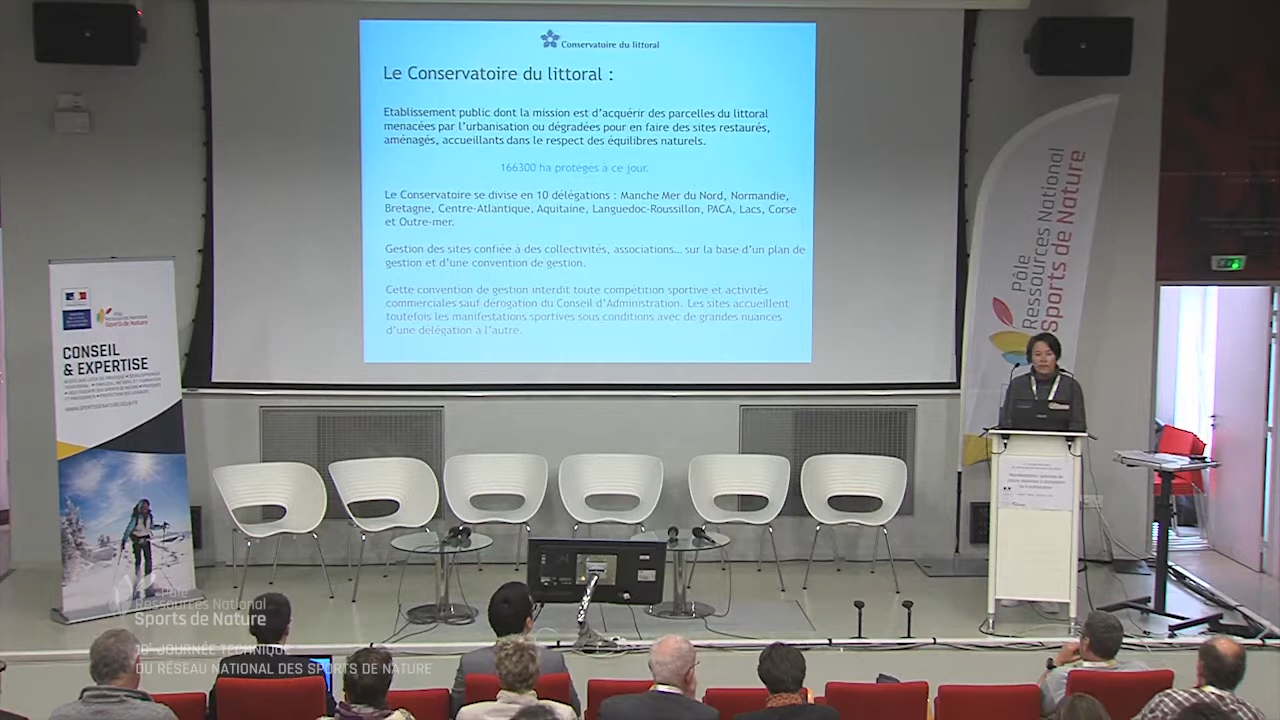 Conservatoire du littoral
Le Conservatoire du littoral :
Etablissement public dont la mission est d'acquérir des parcelles du littoral
menacées par l'urbanisation ou dégradées pour en faire des sites restaurés,
aménagés, accueillants dans le respect des équilibres naturels.
166300 ha protégés à ce jour.
Le Conservatoire se divise en 10 délégations : Manche Mer du Nord, Normandie,
Bretagne, Centre-Atlantique, Aquitaine, Languedoc-Roussillon, PACA, Lacs, Corse
et Outre-mer.
Gestion des sites confiée à des collectivités, associations... sur la base d'un plan de
gestion et d'une convention de gestion.
Cette convention de gestion interdit toute compétition sportive et activités
commerciales sauf dérogation du Conseil d'Administration. Les sites accueillent
toutefois les manifestations sportives sous conditions avec de grandes nuances
d'une délégation à l'autre.
Pôle
Ressources National
Sports de Nature
Pôle
Ressources National
Sports de Nature
CONSEIL
& EXPERTISE
Pôle
Ressources National
Sports de Nature
10e JOURNÉE TECHNIQUE
DU RÉSEAU NATIONAL DES SPORTS DE NATURE